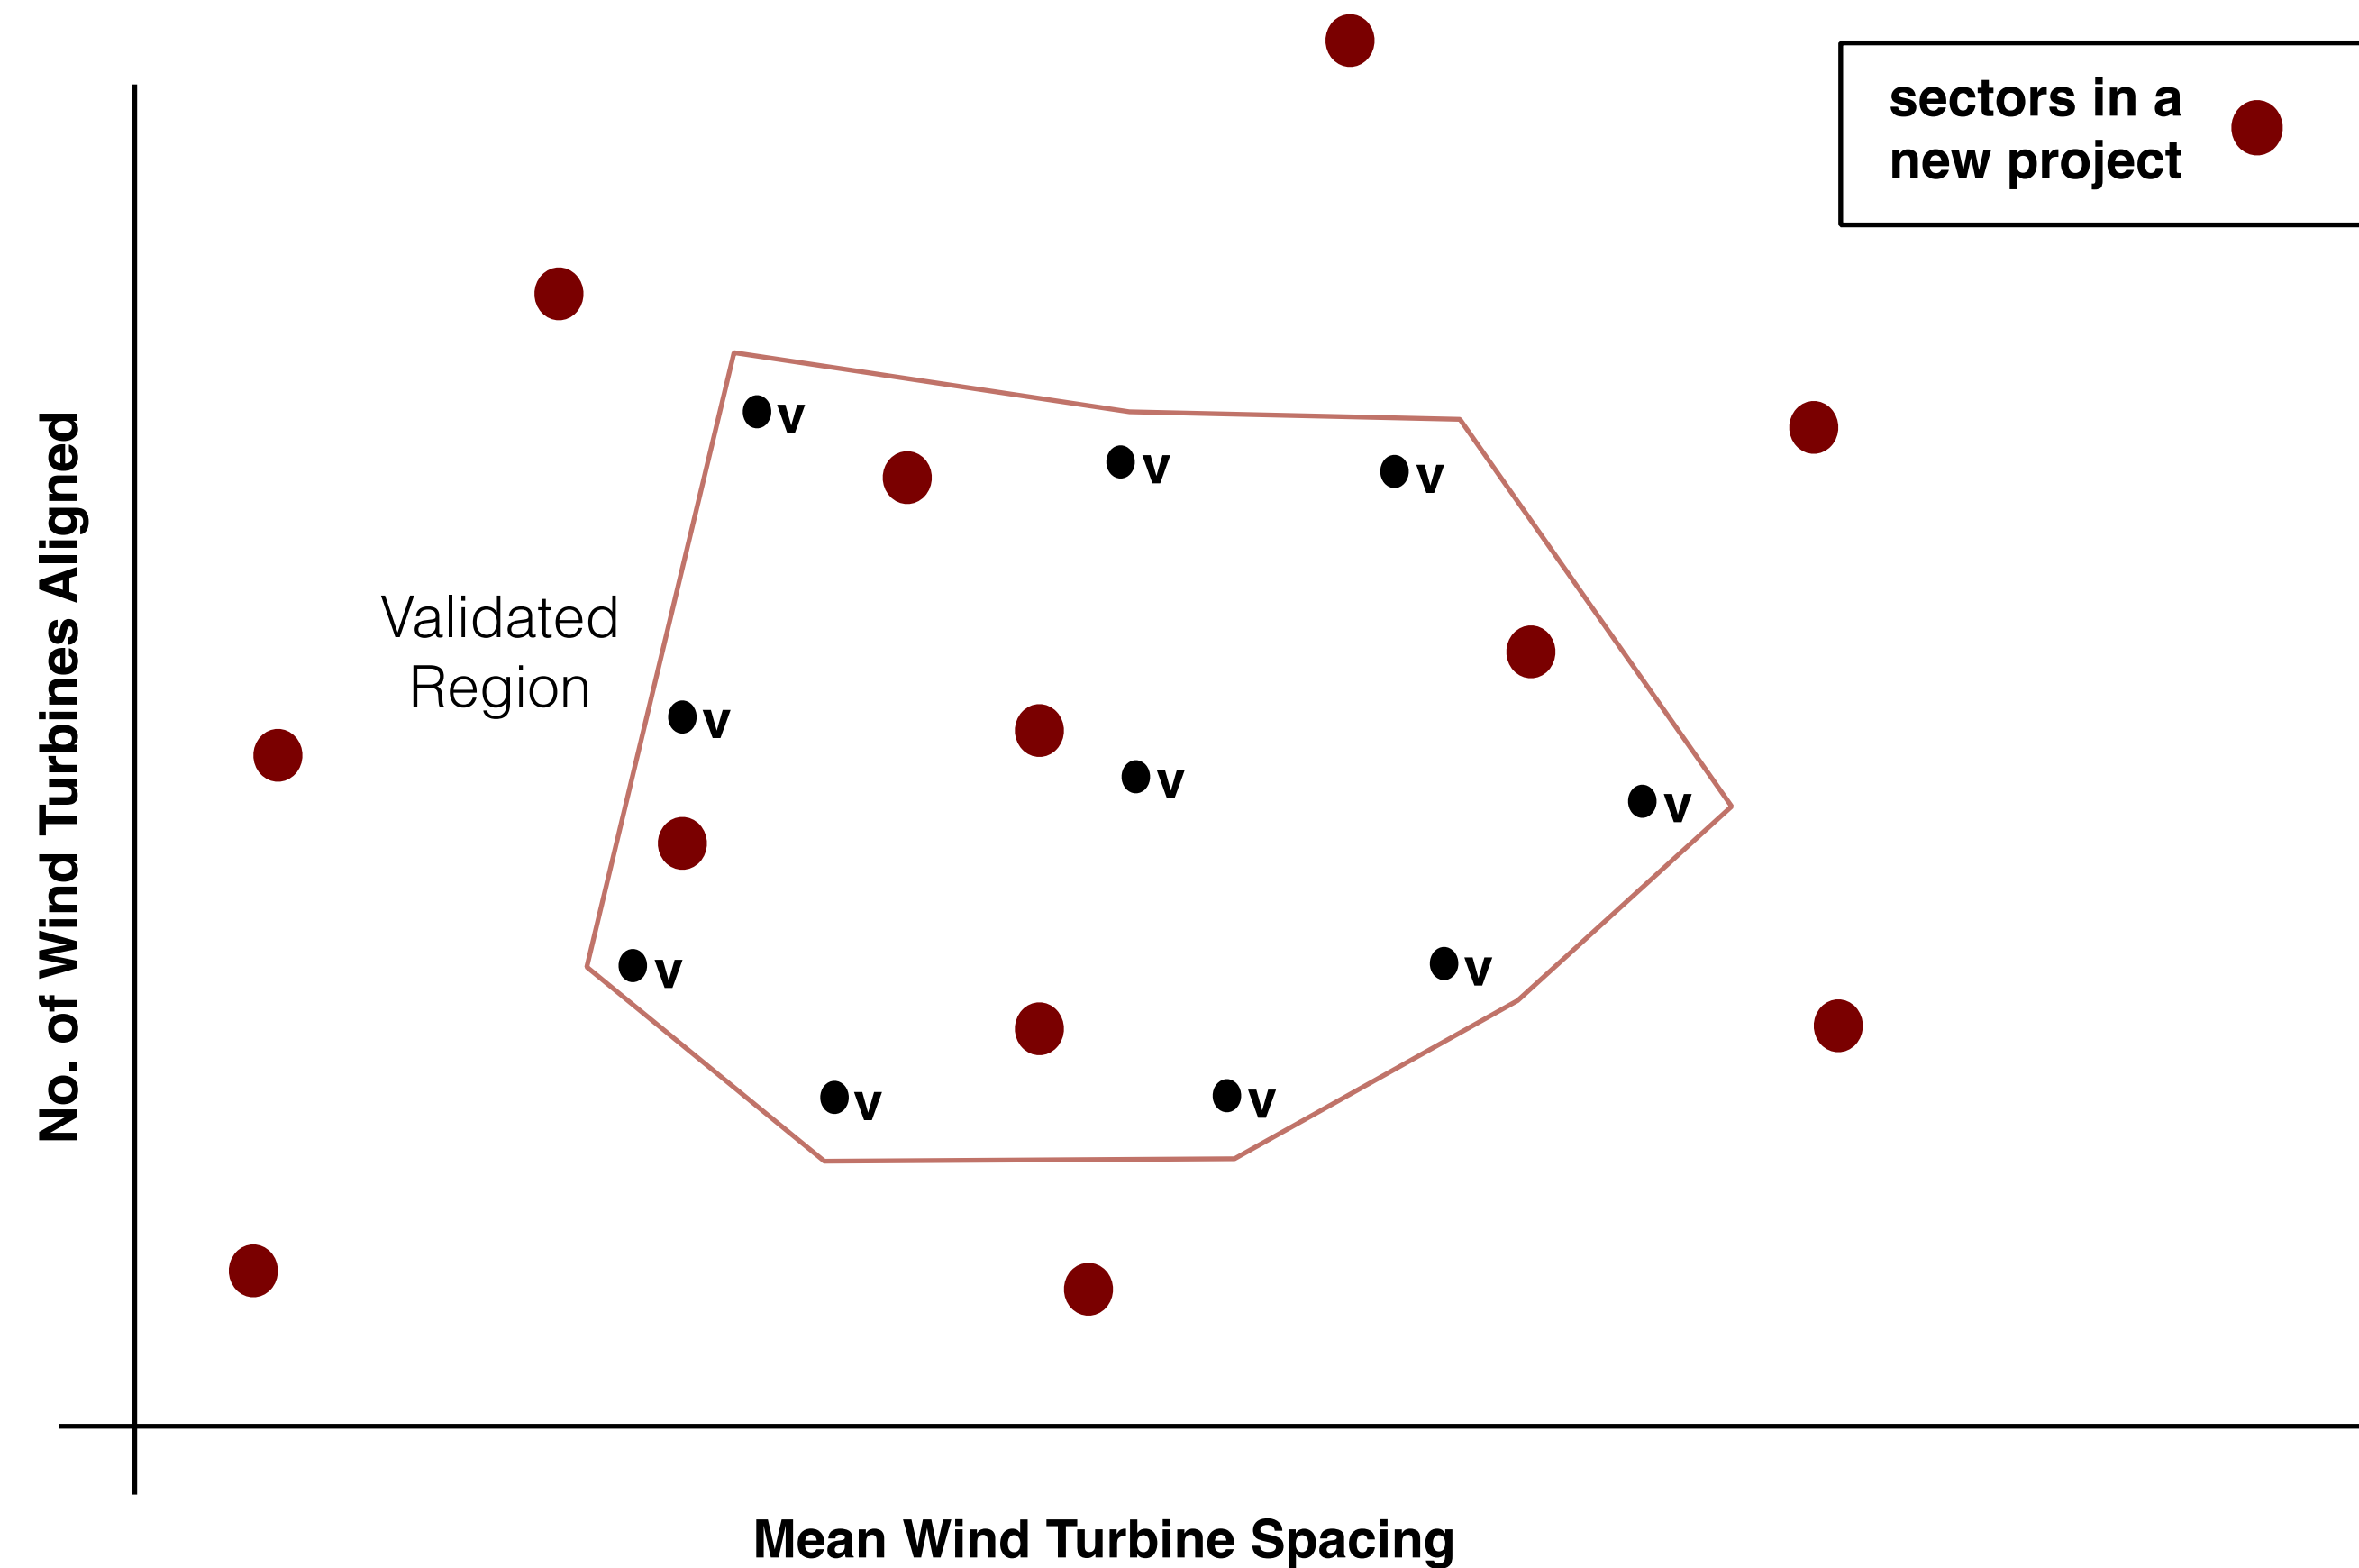 sectors in a
new project
v
v
v
Validated
Region
v
v
v
v
v
v
v
No. of Wind Turbines Aligned
Mean Wind Turbine Spacing